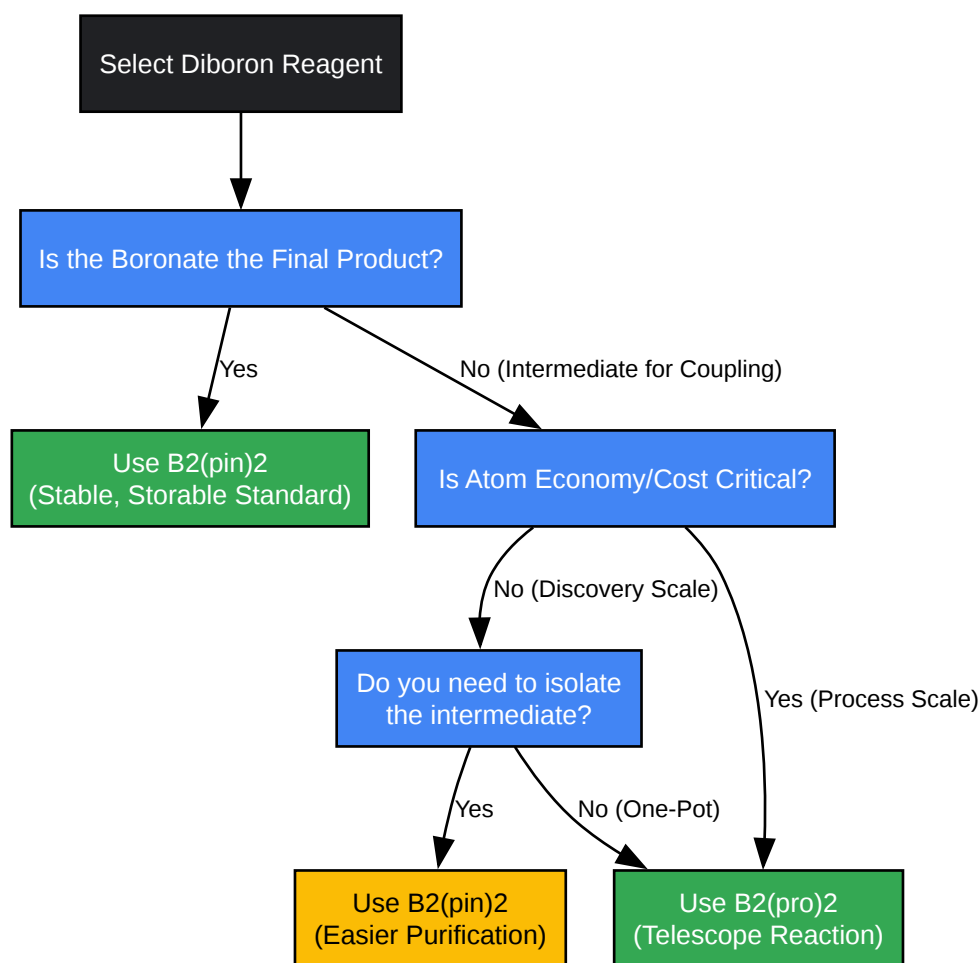 Select Diboron Reagent
Is the Boronate the Final Product?
Yes
No (Intermediate for Coupling)
Use B2(pin)2
(Stable, Storable Standard)
Is Atom Economy/Cost Critical?
No (Discovery Scale)
Do you need to isolate
the intermediate?
Yes (Process Scale)
Yes
No (One-Pot)
Use B2(pin)2
(Easier Purification)
Use B2(pro)2
(Telescope Reaction)